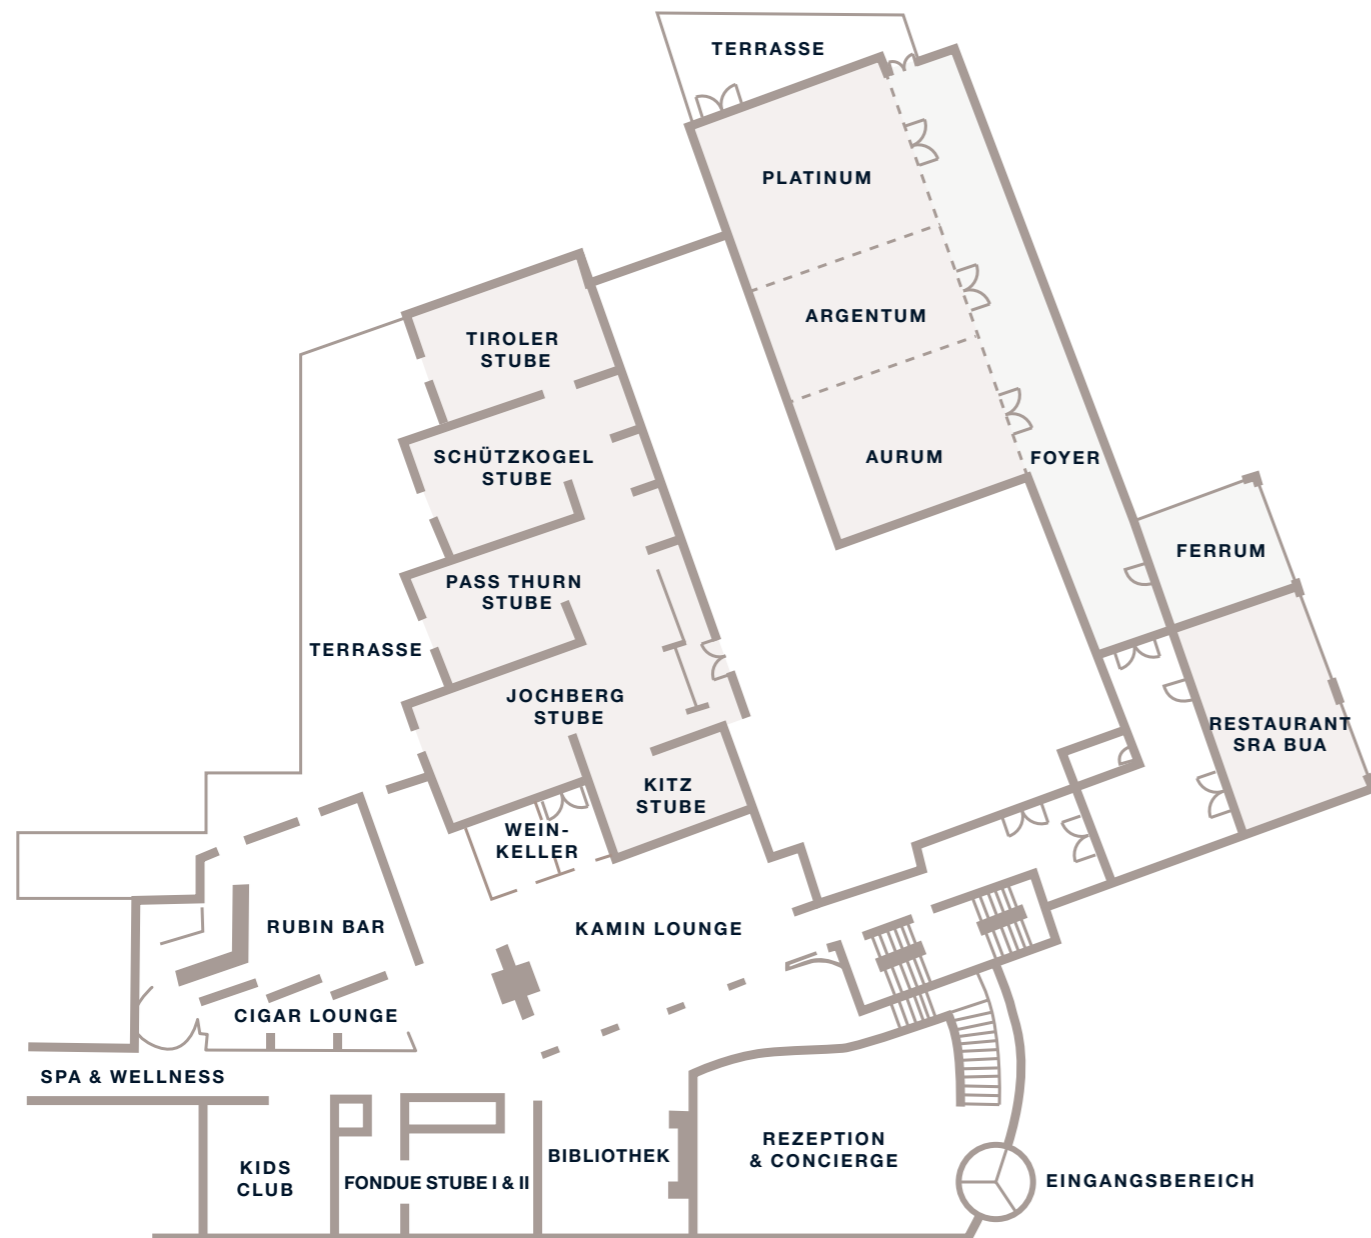 TERRASSE
PLATINUM
ARGENTUM
TIROLER
STUBE
AURUM
FOYER
SCHÜTZKOGEL
STUBE
FERRUM
PASS THURN
STUBE
TERRASSE
JOCHBERG
STUBE
RESTAURANT
SRA BUA
KITZ
STUBE
WEIN-
KELLER
RUBIN BAR
KAMIN LOUNGE
CIGAR LOUNGE
SPA & WELLNESS
KIDS
CLUB
FONDUE STUBE I & II
BIBLIOTHEK
REZEPTION
& CONCIERGE
EINGANGSBEREICH